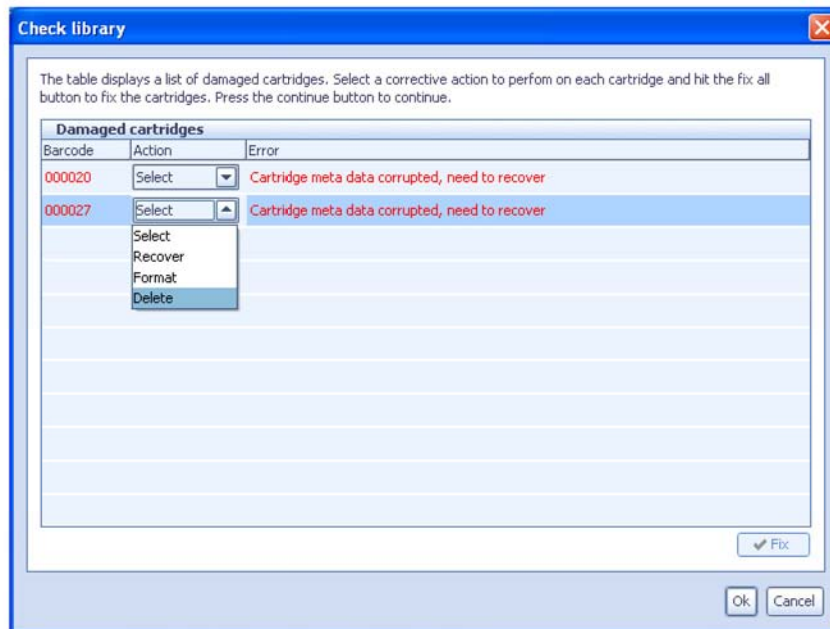 Check library
The table displays a list of damaged cartridges. Select a corrective action to perfom on each cartridge and hit the fix all
button to fix the cartridges. Press the continue button to continue.
Damaged cartridges
Barcode Action Error
000020 Select Cartridge meta data corrupted, need to recover
000027 Select Cartridge meta data corrupted, need to recover
Select
Recover
Format
Delete
Fix
Ok Cancel